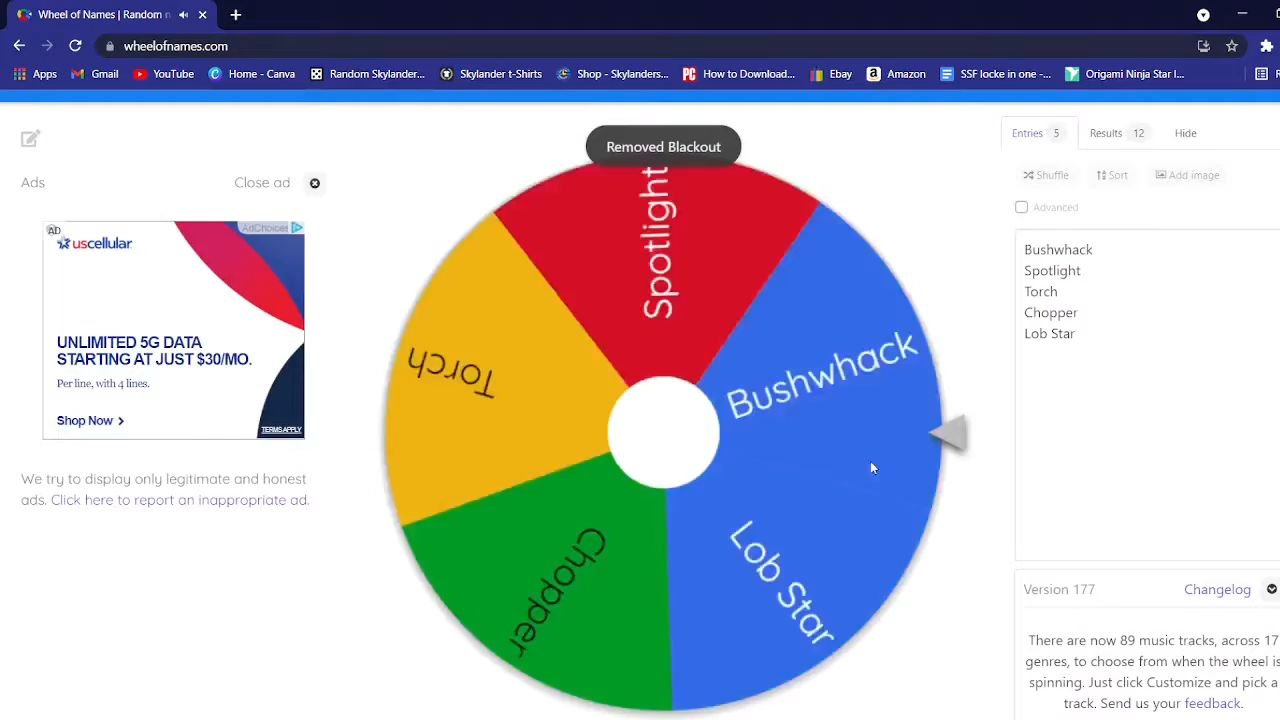 Wheel of Names | Random n
wheelofnames.com
Apps
Gmail
YouTube
Home - Canva
Random Skylander...
Skylander t-Shirts
Shop - Skylanders...
How to Download...
Ebay
Amazon
SSF locke in one -...
Origami Ninja Star I...
Removed Blackout
Entries 5
Results 12
Hide
Shuffle
Sort
Add image
Advanced
Bushwhack
Spotlight
Torch
Chopper
Lob Star
Ads
Close ad
AD
AdChoices
uscellular
UNLIMITED 5G DATA
STARTING AT JUST $30/MO.
Per line, with 4 lines.
Shop Now
TERMS APPLY
We try to display only legitimate and honest
ads. Click here to report an inappropriate ad.
Spotlight
Bushwhack
Torch
Chopper
Lob Star
Version 177
Changelog
There are now 89 music tracks, across 17
genres, to choose from when the wheel is
spinning. Just click Customize and pick a
track. Send us your feedback.